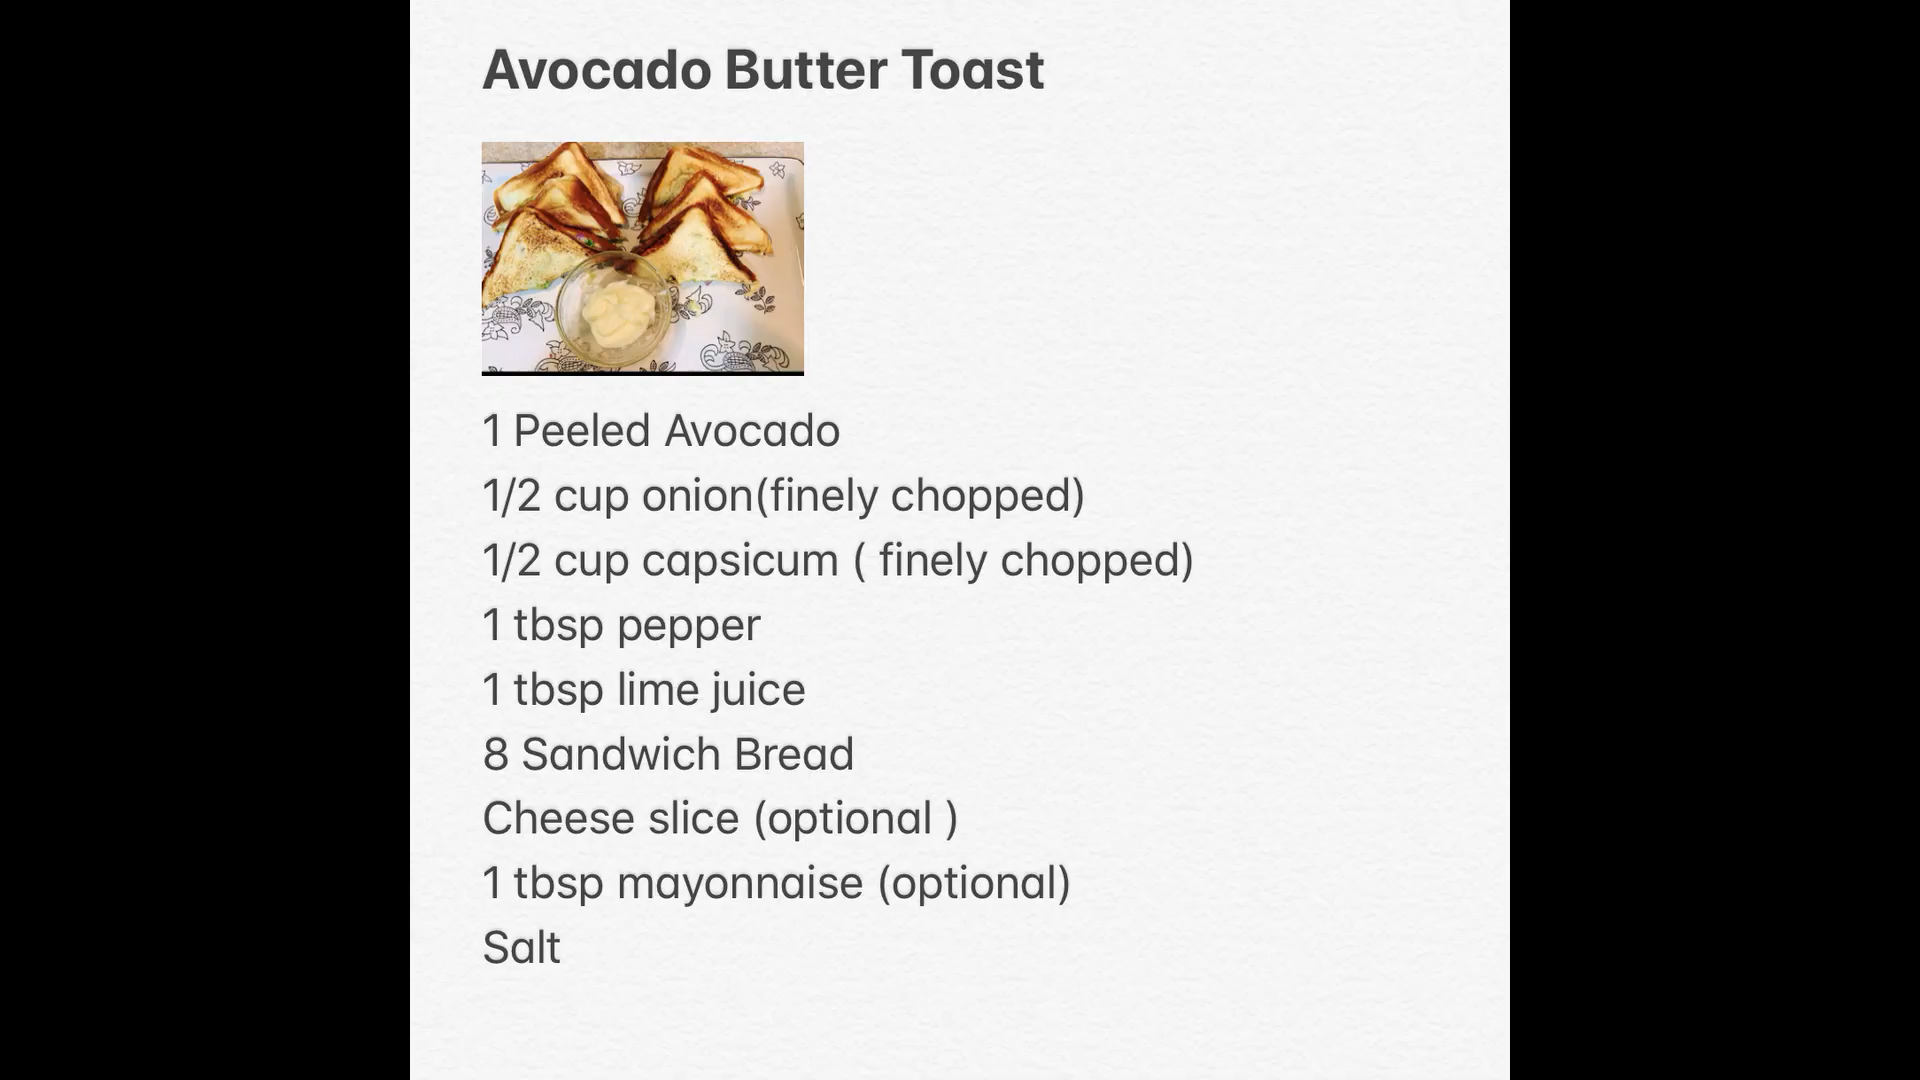 Avocado Butter Toast
1 Peeled Avocado
1/2 cup onion(finely chopped)
1/2 cup capsicum ( finely chopped)
1 tbsp pepper
1 tbsp lime juice
8 Sandwich Bread
Cheese slice (optional )
1 tbsp mayonnaise (optional)
Salt